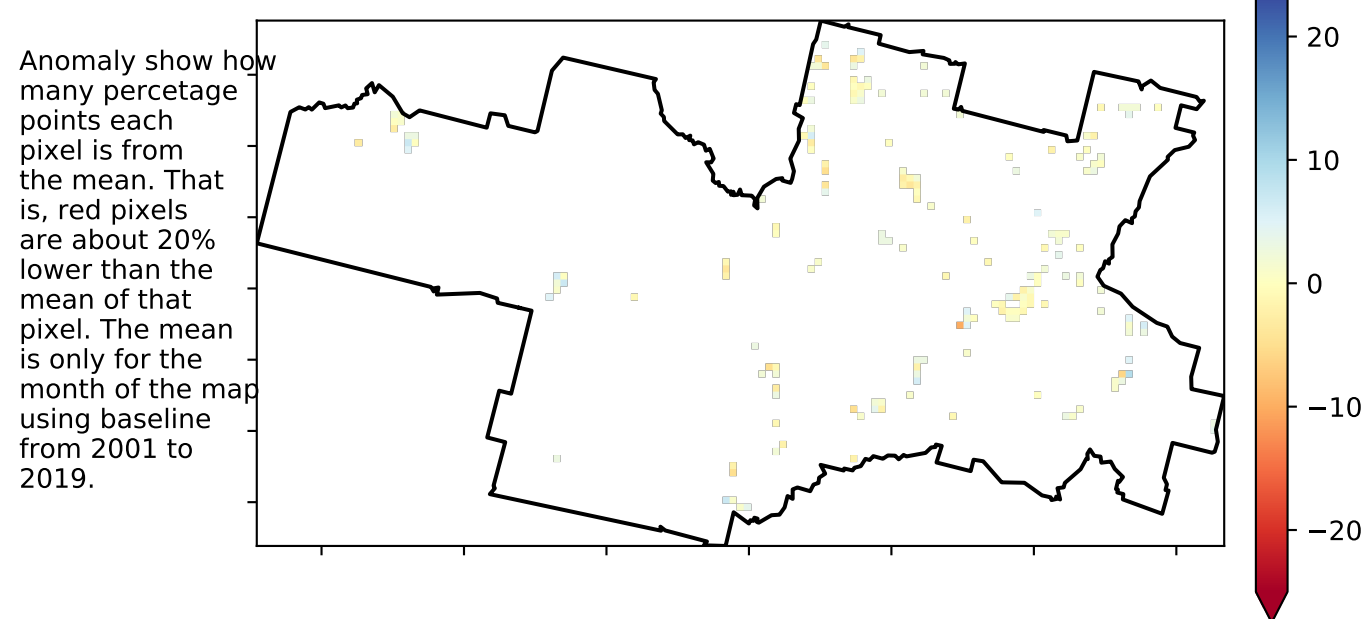 Anomaly show how
many percetage
points each
pixel is from
the mean. That
is, red pixels
are about 20%
lower than the
mean of that
pixel. The mean
is only for the
month of the map
using baseline
from 2001 to
2019.
20
10
0
−10
−20